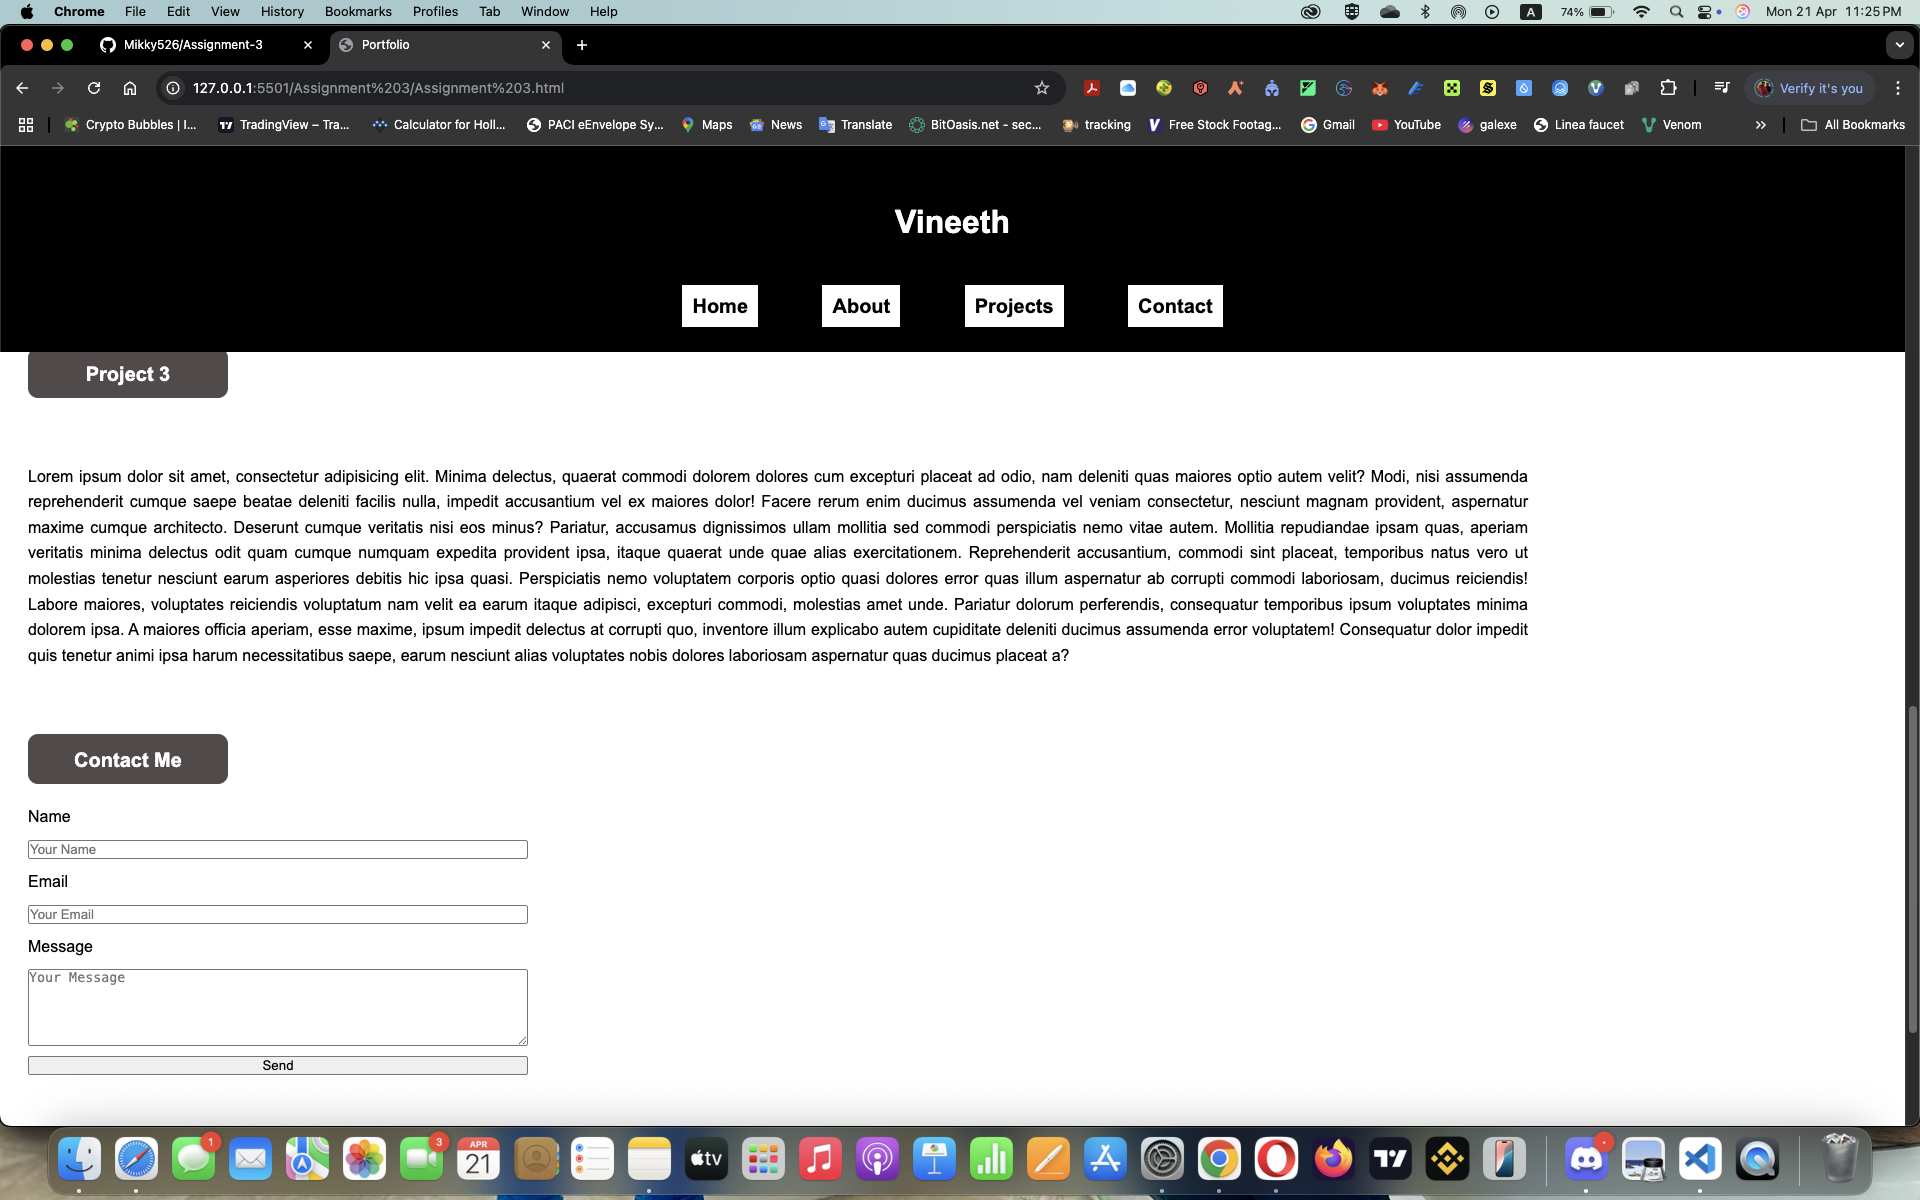 Chrome File Edit View History Bookmarks Profiles Tab Window Help A 74% Mon 21 Apr 11:25 PM
Mikky526/Assignment-3 Portfolio
127.0.0.1:5501/Assignment%203/Assignment%203.html Verify it's you
Crypto Bubbles | I... TradingView – Tra... Calculator for Holl... PACI eEnvelope Sy... Maps News Translate BitOasis.net - sec... tracking Free Stock Footag... Gmail YouTube galexe Linea faucet Venom » All Bookmarks
Vineeth
Home About Projects Contact
Project 3
Lorem ipsum dolor sit amet, consectetur adipisicing elit. Minima delectus, quaerat commodi dolorem dolores cum excepturi placeat ad odio, nam deleniti quas maiores optio autem velit? Modi, nisi assumenda
reprehenderit cumque saepe beatae deleniti facilis nulla, impedit accusantium vel ex maiores dolor! Facere rerum enim ducimus assumenda vel veniam consectetur, nesciunt magnam provident, aspernatur
maxime cumque architecto. Deserunt cumque veritatis nisi eos minus? Pariatur, accusamus dignissimos ullam mollitia sed commodi perspiciatis nemo vitae autem. Mollitia repudiandae ipsam quas, aperiam
veritatis minima delectus odit quam cumque numquam expedita provident ipsa, itaque quaerat unde quae alias exercitationem. Reprehenderit accusantium, commodi sint placeat, temporibus natus vero ut
molestias tenetur nesciunt earum asperiores debitis hic ipsa quasi. Perspiciatis nemo voluptatem corporis optio quasi dolores error quas illum aspernatur ab corrupti commodi laboriosam, ducimus reiciendis!
Labore maiores, voluptates reiciendis voluptatum nam velit ea earum itaque adipisci, excepturi commodi, molestias amet unde. Pariatur dolorum perferendis, consequatur temporibus ipsum voluptates minima
dolorem ipsa. A maiores officia aperiam, esse maxime, ipsum impedit delectus at corrupti quo, inventore illum explicabo autem cupiditate deleniti ducimus assumenda error voluptatem! Consequatur dolor impedit
quis tenetur animi ipsa harum necessitatibus saepe, earum nesciunt alias voluptates nobis dolores laboriosam aspernatur quas ducimus placeat a?
Contact Me
Name
Your Name
Email
Your Email
Message
Your Message
Send
1 3 APR 21 tv